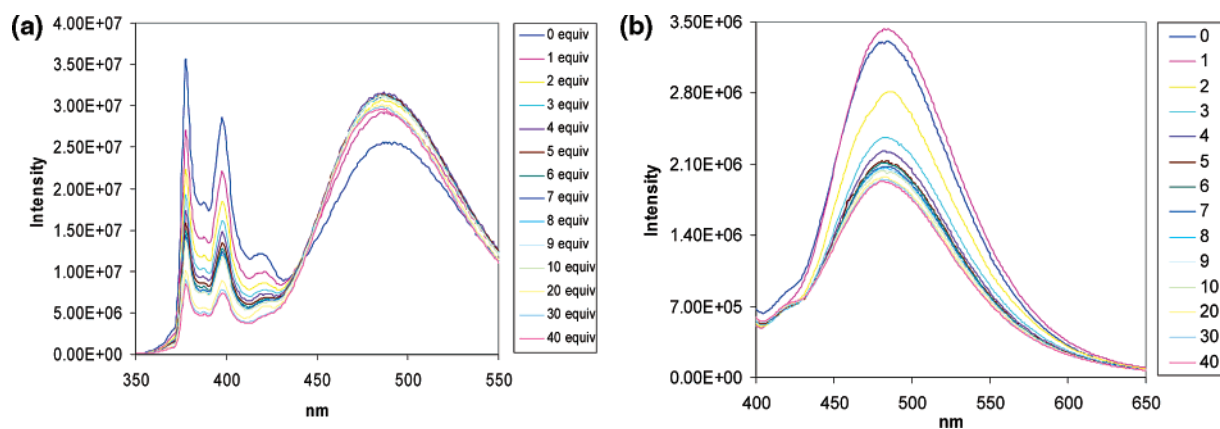 (a)
4.00E+07
3.50E+07
3.00E+07
2.50E+07
2.00E+07
1.50E+07
1.00E+07
5.00E+06
0.00E+00
Intensity
350
400
450
500
550
nm
0 equiv
1 equiv
2 equiv
3 equiv
4 equiv
5 equiv
6 equiv
7 equiv
8 equiv
9 equiv
10 equiv
20 equiv
30 equiv
40 equiv
(b)
3.50E+06
2.80E+06
2.10E+06
1.40E+06
7.00E+05
0.00E+00
Intensity
400
450
500
550
600
650
nm
0
1
2
3
4
5
6
7
8
9
10
20
30
40